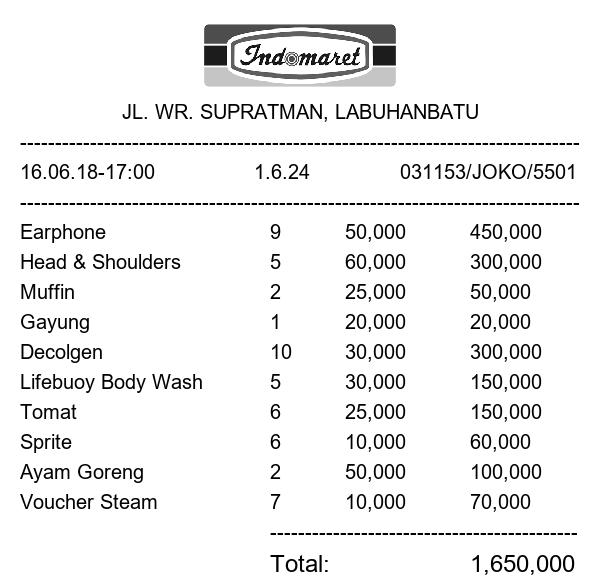 Indomaret
JL. WR. SUPRATMAN, LABUHANBATU
16.06.18-17:00 1.6.24 031153/JOKO/5501
Earphone 9 50,000 450,000
Head & Shoulders 5 60,000 300,000
Muffin 2 25,000 50,000
Gayung 1 20,000 20,000
Decolgen 10 30,000 300,000
Lifebuoy Body Wash 5 30,000 150,000
Tomat 6 25,000 150,000
Sprite 6 10,000 60,000
Ayam Goreng 2 50,000 100,000
Voucher Steam 7 10,000 70,000
Total: 1,650,000